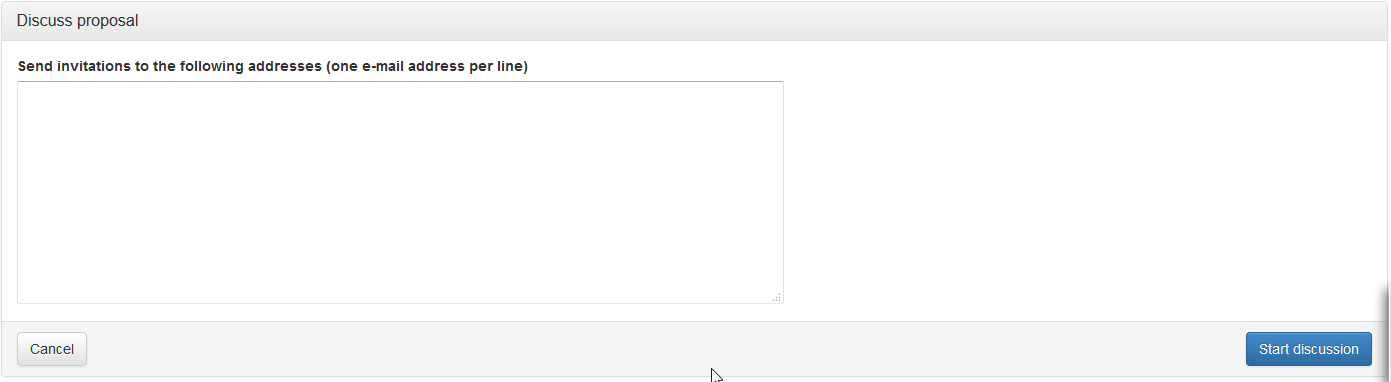 Discuss proposal
Send invitations to the following addresses (one e-mail address per line)
Cancel
Start discussion